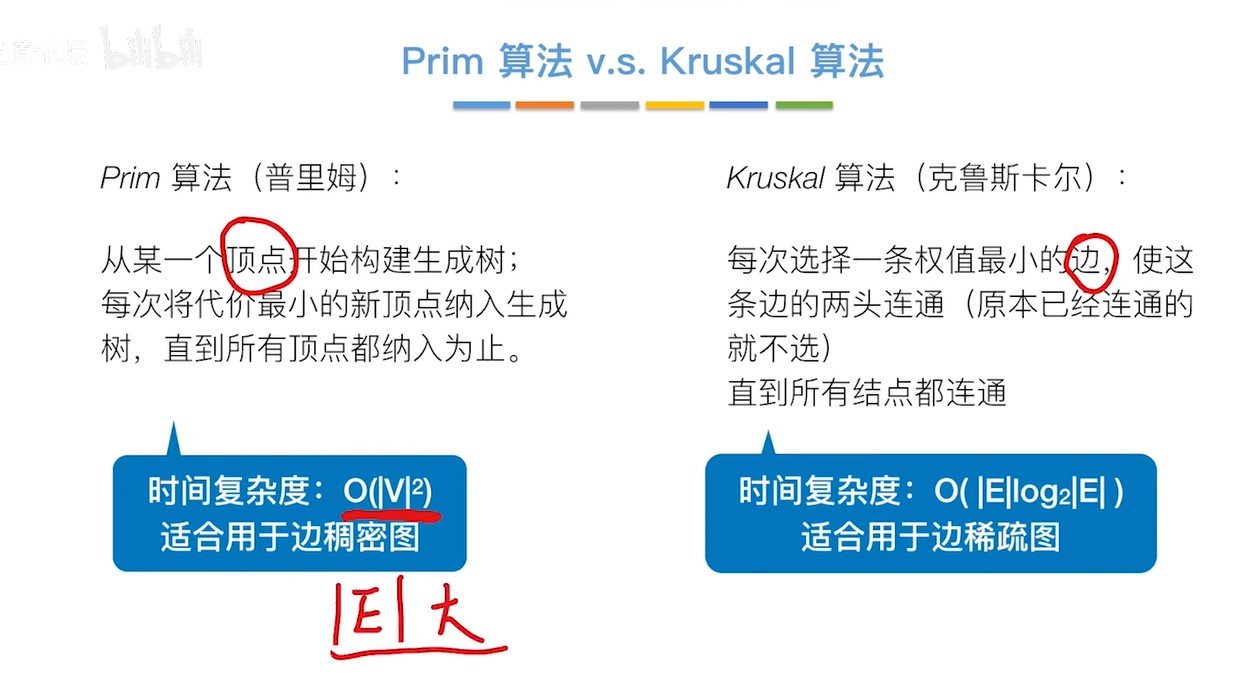 bilibili
Prim 算法 v.s. Kruskal 算法
Prim 算法（普里姆）：
从某一个顶点开始构建生成树；
每次将代价最小的新顶点纳入生成
树，直到所有顶点都纳入为止。
时间复杂度：O(|V|²)
适合用于边稠密图
|E|大
Kruskal 算法（克鲁斯卡尔）：
每次选择一条权值最小的边，使这
条边的两头连通（原本已经连通的
就不选）
直到所有结点都连通
时间复杂度：O( |E|log₂|E| )
适合用于边稀疏图